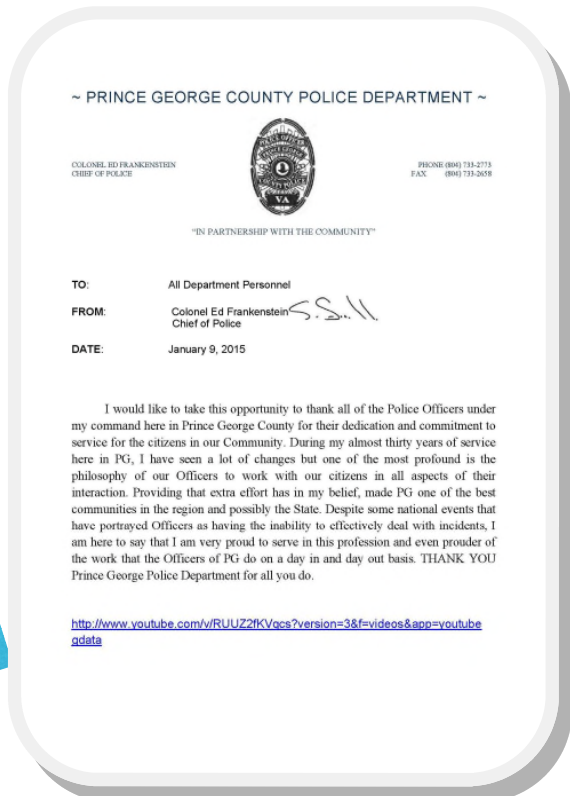 ~ PRINCE GEORGE COUNTY POLICE DEPARTMENT ~
POLICE OFFICER
PRINCE GEORGE
COUNTY POLICE
VA
COLONEL ED FRANKENSTEIN
CHIEF OF POLICE
PHONE (804) 733-2773
FAX (804) 733-2658
"IN PARTNERSHIP WITH THE COMMUNITY"
TO: All Department Personnel
FROM: Colonel Ed Frankenstein
Chief of Police
DATE: January 9, 2015
I would like to take this opportunity to thank all of the Police Officers under
my command here in Prince George County for their dedication and commitment to
service for the citizens in our Community. During my almost thirty years of service
here in PG, I have seen a lot of changes but one of the most profound is the
philosophy of our Officers to work with our citizens in all aspects of their
interaction. Providing that extra effort has in my belief, made PG one of the best
communities in the region and possibly the State. Despite some national events that
have portrayed Officers as having the inability to effectively deal with incidents, I
am here to say that I am very proud to serve in this profession and even prouder of
the work that the Officers of PG do on a day in and day out basis. THANK YOU
Prince George Police Department for all you do.
http://www.youtube.com/v/RUUZ2fKVqcs?version=3&f=videos&app=youtube
gdata